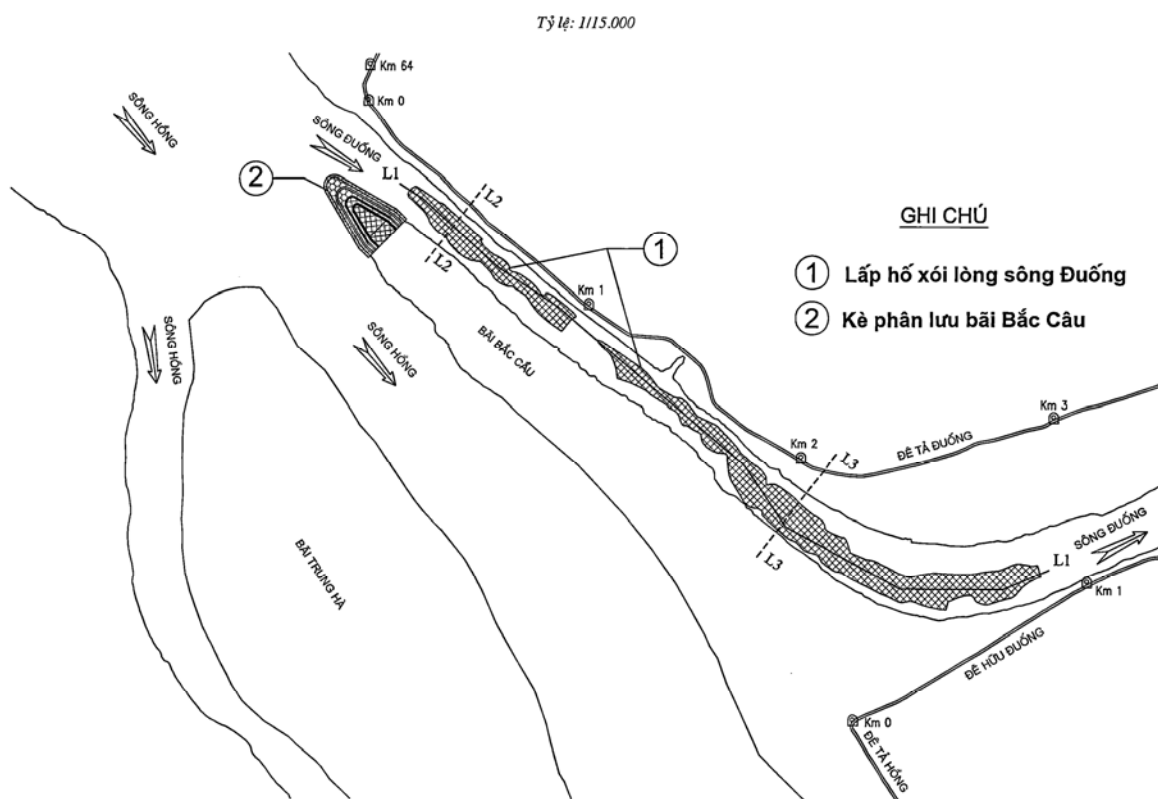 Tỷ lệ: 1/15.000
Km 64
Km 0
SÔNG HỒNG
SÔNG ĐUỐNG
L1
L2
2
L2
1
Km 1
GHI CHÚ
1 Lấp hố xói lòng sông Đuống
2 Kè phân lưu bãi Bắc Câu
SÔNG HỒNG
SÔNG HỒNG
BÃI BẮC CẦU
Km 2
Km 3
ĐÊ TẢ ĐUỐNG
L3
L3
BÃI TRUNG HÀ
SÔNG ĐUỐNG
L1
Km 1
ĐÊ HỮU ĐUỐNG
Km 0
ĐÊ TẢ HỒNG